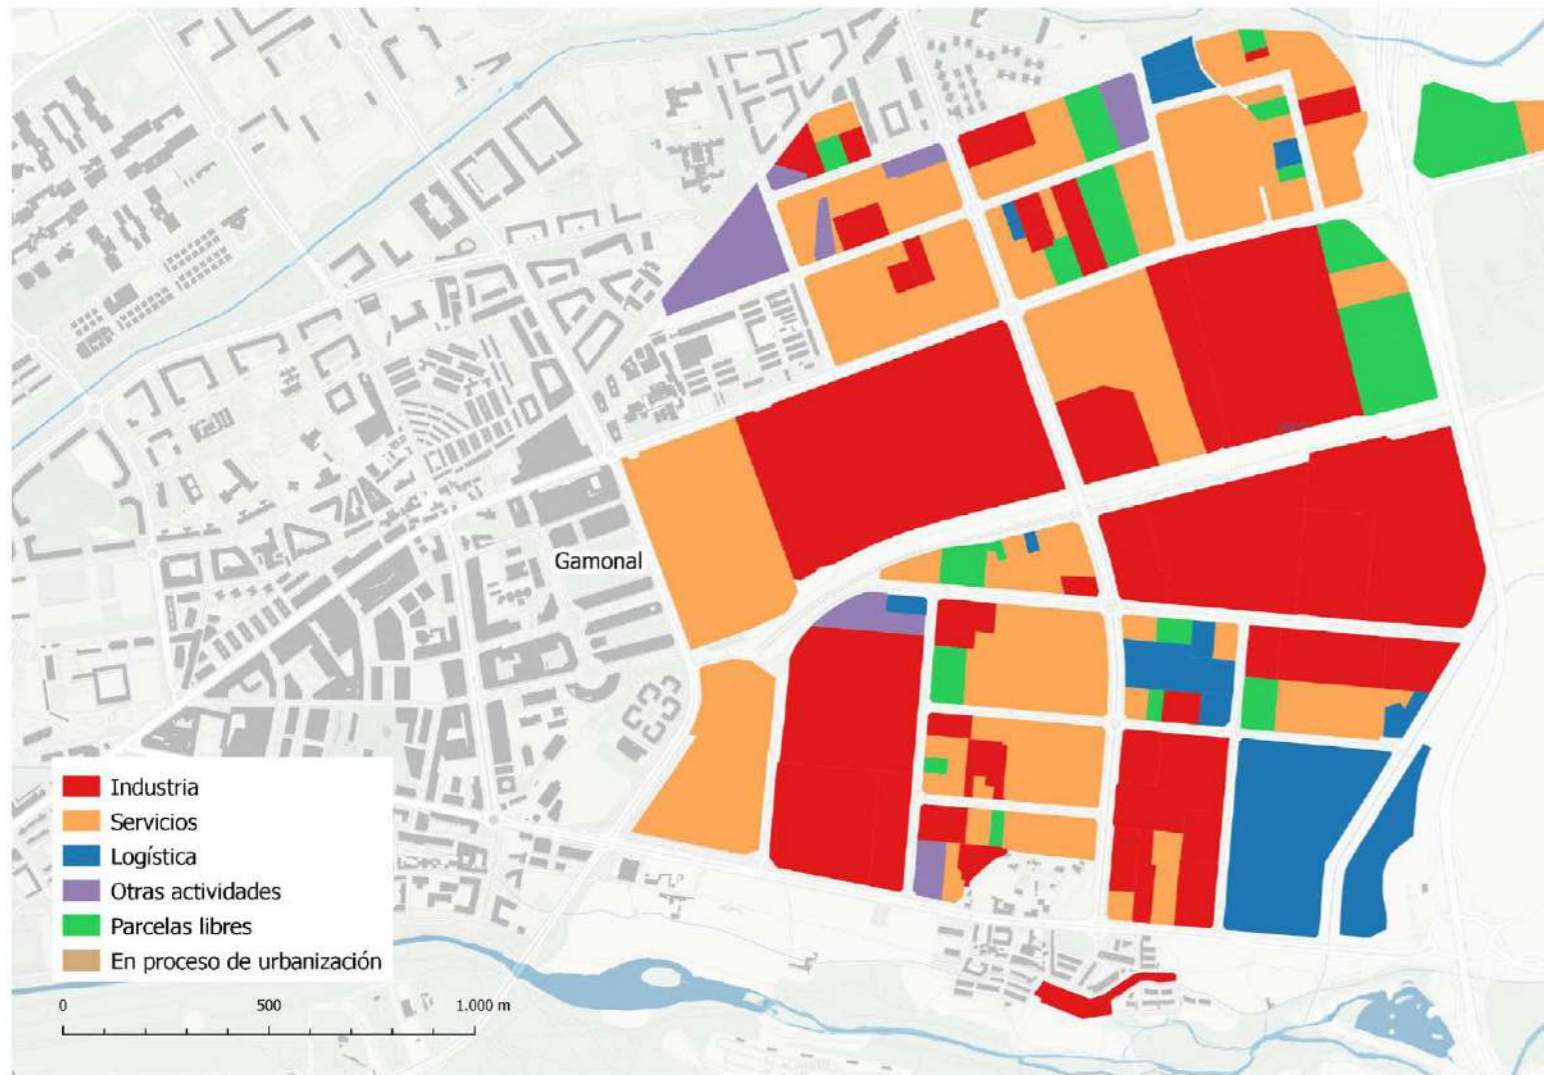 Gamonal
Industria
Servicios
Logística
Otras actividades
Parcelas libres
En proceso de urbanización
0 500 1.000 m